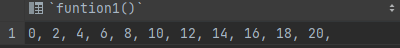 `funtion1()`
1 0, 2, 4, 6, 8, 10, 12, 14, 16, 18, 20,